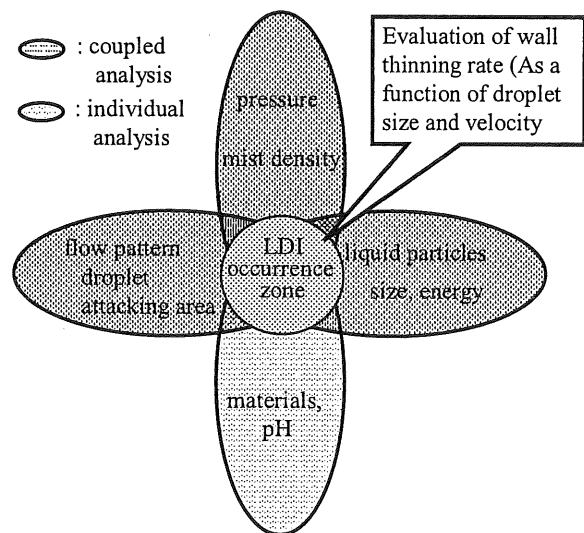 : coupled
analysis
: individual
analysis
Evaluation of wall
thinning rate (As a
function of droplet
size and velocity
pressure
mist density
flow pattern
droplet
attacking area
LDI
occurrence
zone
liquid particles
size, energy
materials,
pH